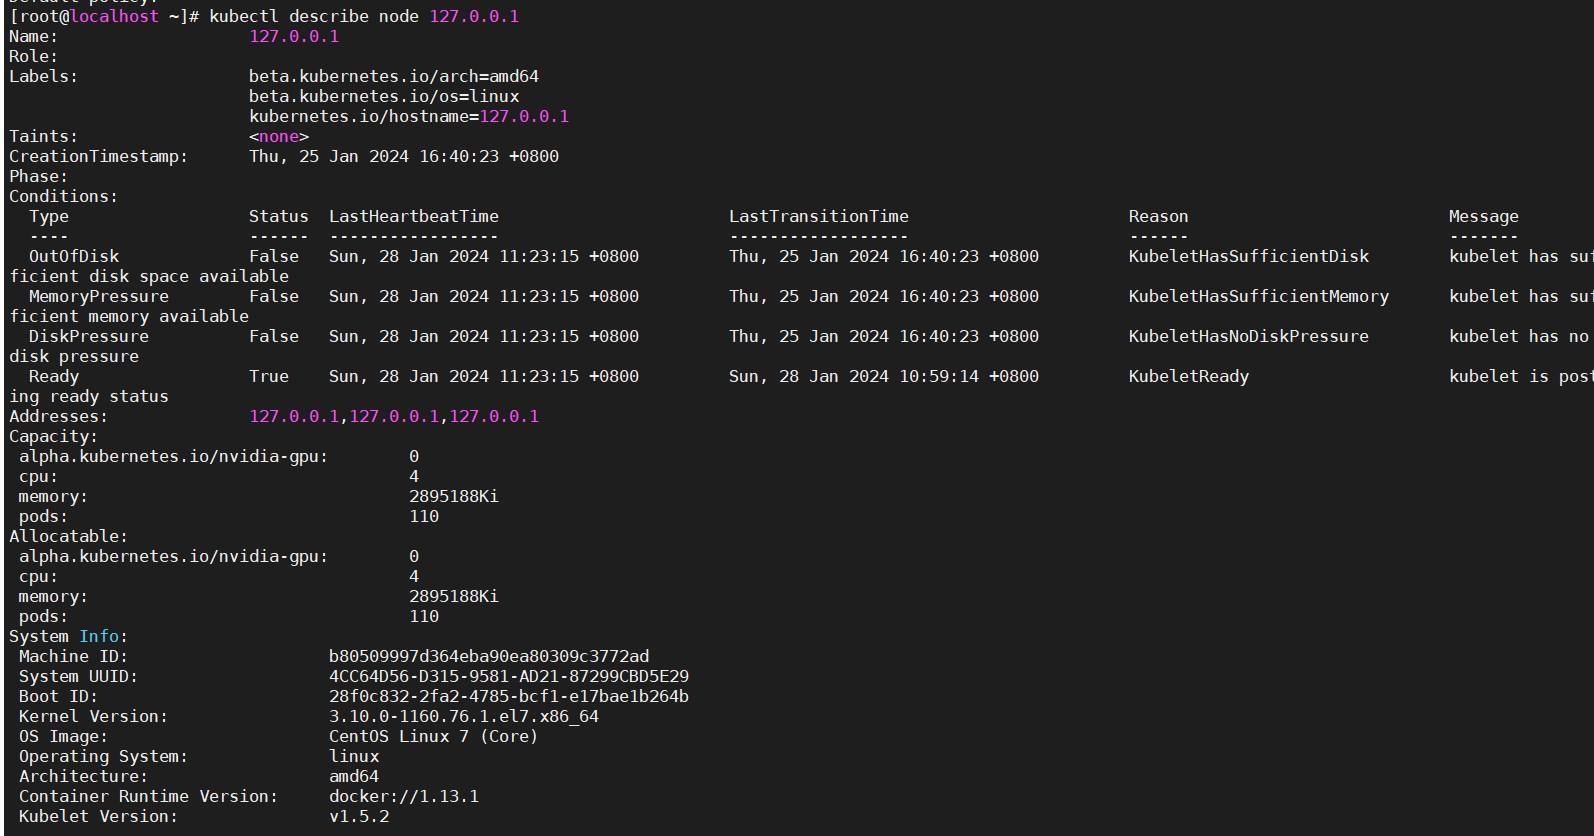 [root@localhost ~]# kubectl describe node 127.0.0.1
Name: 127.0.0.1
Role:
Labels: beta.kubernetes.io/arch=amd64
beta.kubernetes.io/os=linux
kubernetes.io/hostname=127.0.0.1
Taints: <none>
CreationTimestamp: Thu, 25 Jan 2024 16:40:23 +0800
Phase:
Conditions:
Type Status LastHeartbeatTime LastTransitionTime Reason Message
---- ------ ----------------- ------------------ ------ -------
OutOfDisk False Sun, 28 Jan 2024 11:23:15 +0800 Thu, 25 Jan 2024 16:40:23 +0800 KubeletHasSufficientDisk kubelet has suf
ficient disk space available
MemoryPressure False Sun, 28 Jan 2024 11:23:15 +0800 Thu, 25 Jan 2024 16:40:23 +0800 KubeletHasSufficientMemory kubelet has suf
ficient memory available
DiskPressure False Sun, 28 Jan 2024 11:23:15 +0800 Thu, 25 Jan 2024 16:40:23 +0800 KubeletHasNoDiskPressure kubelet has no
disk pressure
Ready True Sun, 28 Jan 2024 11:23:15 +0800 Sun, 28 Jan 2024 10:59:14 +0800 KubeletReady kubelet is post
ing ready status
Addresses: 127.0.0.1,127.0.0.1,127.0.0.1
Capacity:
alpha.kubernetes.io/nvidia-gpu: 0
cpu: 4
memory: 2895188Ki
pods: 110
Allocatable:
alpha.kubernetes.io/nvidia-gpu: 0
cpu: 4
memory: 2895188Ki
pods: 110
System Info:
Machine ID: b80509997d364eba90ea80309c3772ad
System UUID: 4CC64D56-D315-9581-AD21-87299CBD5E29
Boot ID: 28f0c832-2fa2-4785-bcf1-e17bae1b264b
Kernel Version: 3.10.0-1160.76.1.el7.x86_64
OS Image: CentOS Linux 7 (Core)
Operating System: linux
Architecture: amd64
Container Runtime Version: docker://1.13.1
Kubelet Version: v1.5.2